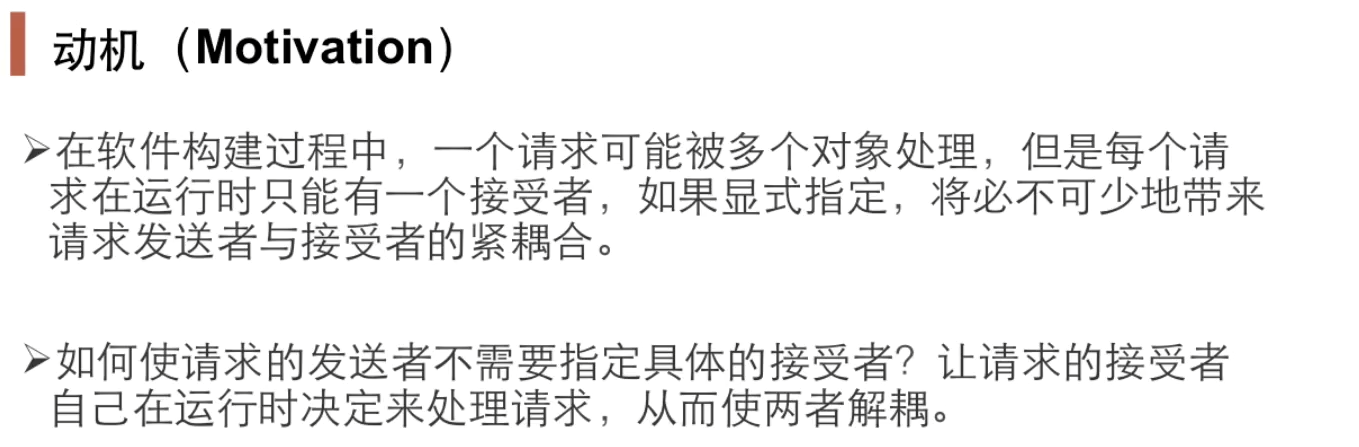 动机（Motivation）
➢在软件构建过程中，一个请求可能被多个对象处理，但是每个请
求在运行时只能有一个接受者，如果显式指定，将必不可少地带来
请求发送者与接受者的紧耦合。
➢如何使请求的发送者不需要指定具体的接受者？让请求的接受者
自己在运行时决定来处理请求，从而使两者解耦。